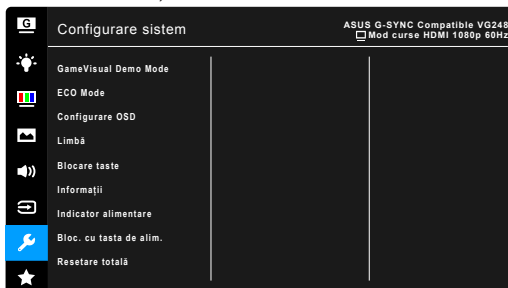 G
Configurare sistem
ASUS G-SYNC Compatible VG248
Mod curse HDMI 1080p 60Hz
GameVisual Demo Mode
ECO Mode
Configurare OSD
Limbă
Blocare taste
Informații
Indicator alimentare
Bloc. cu tasta de alim.
Resetare totală